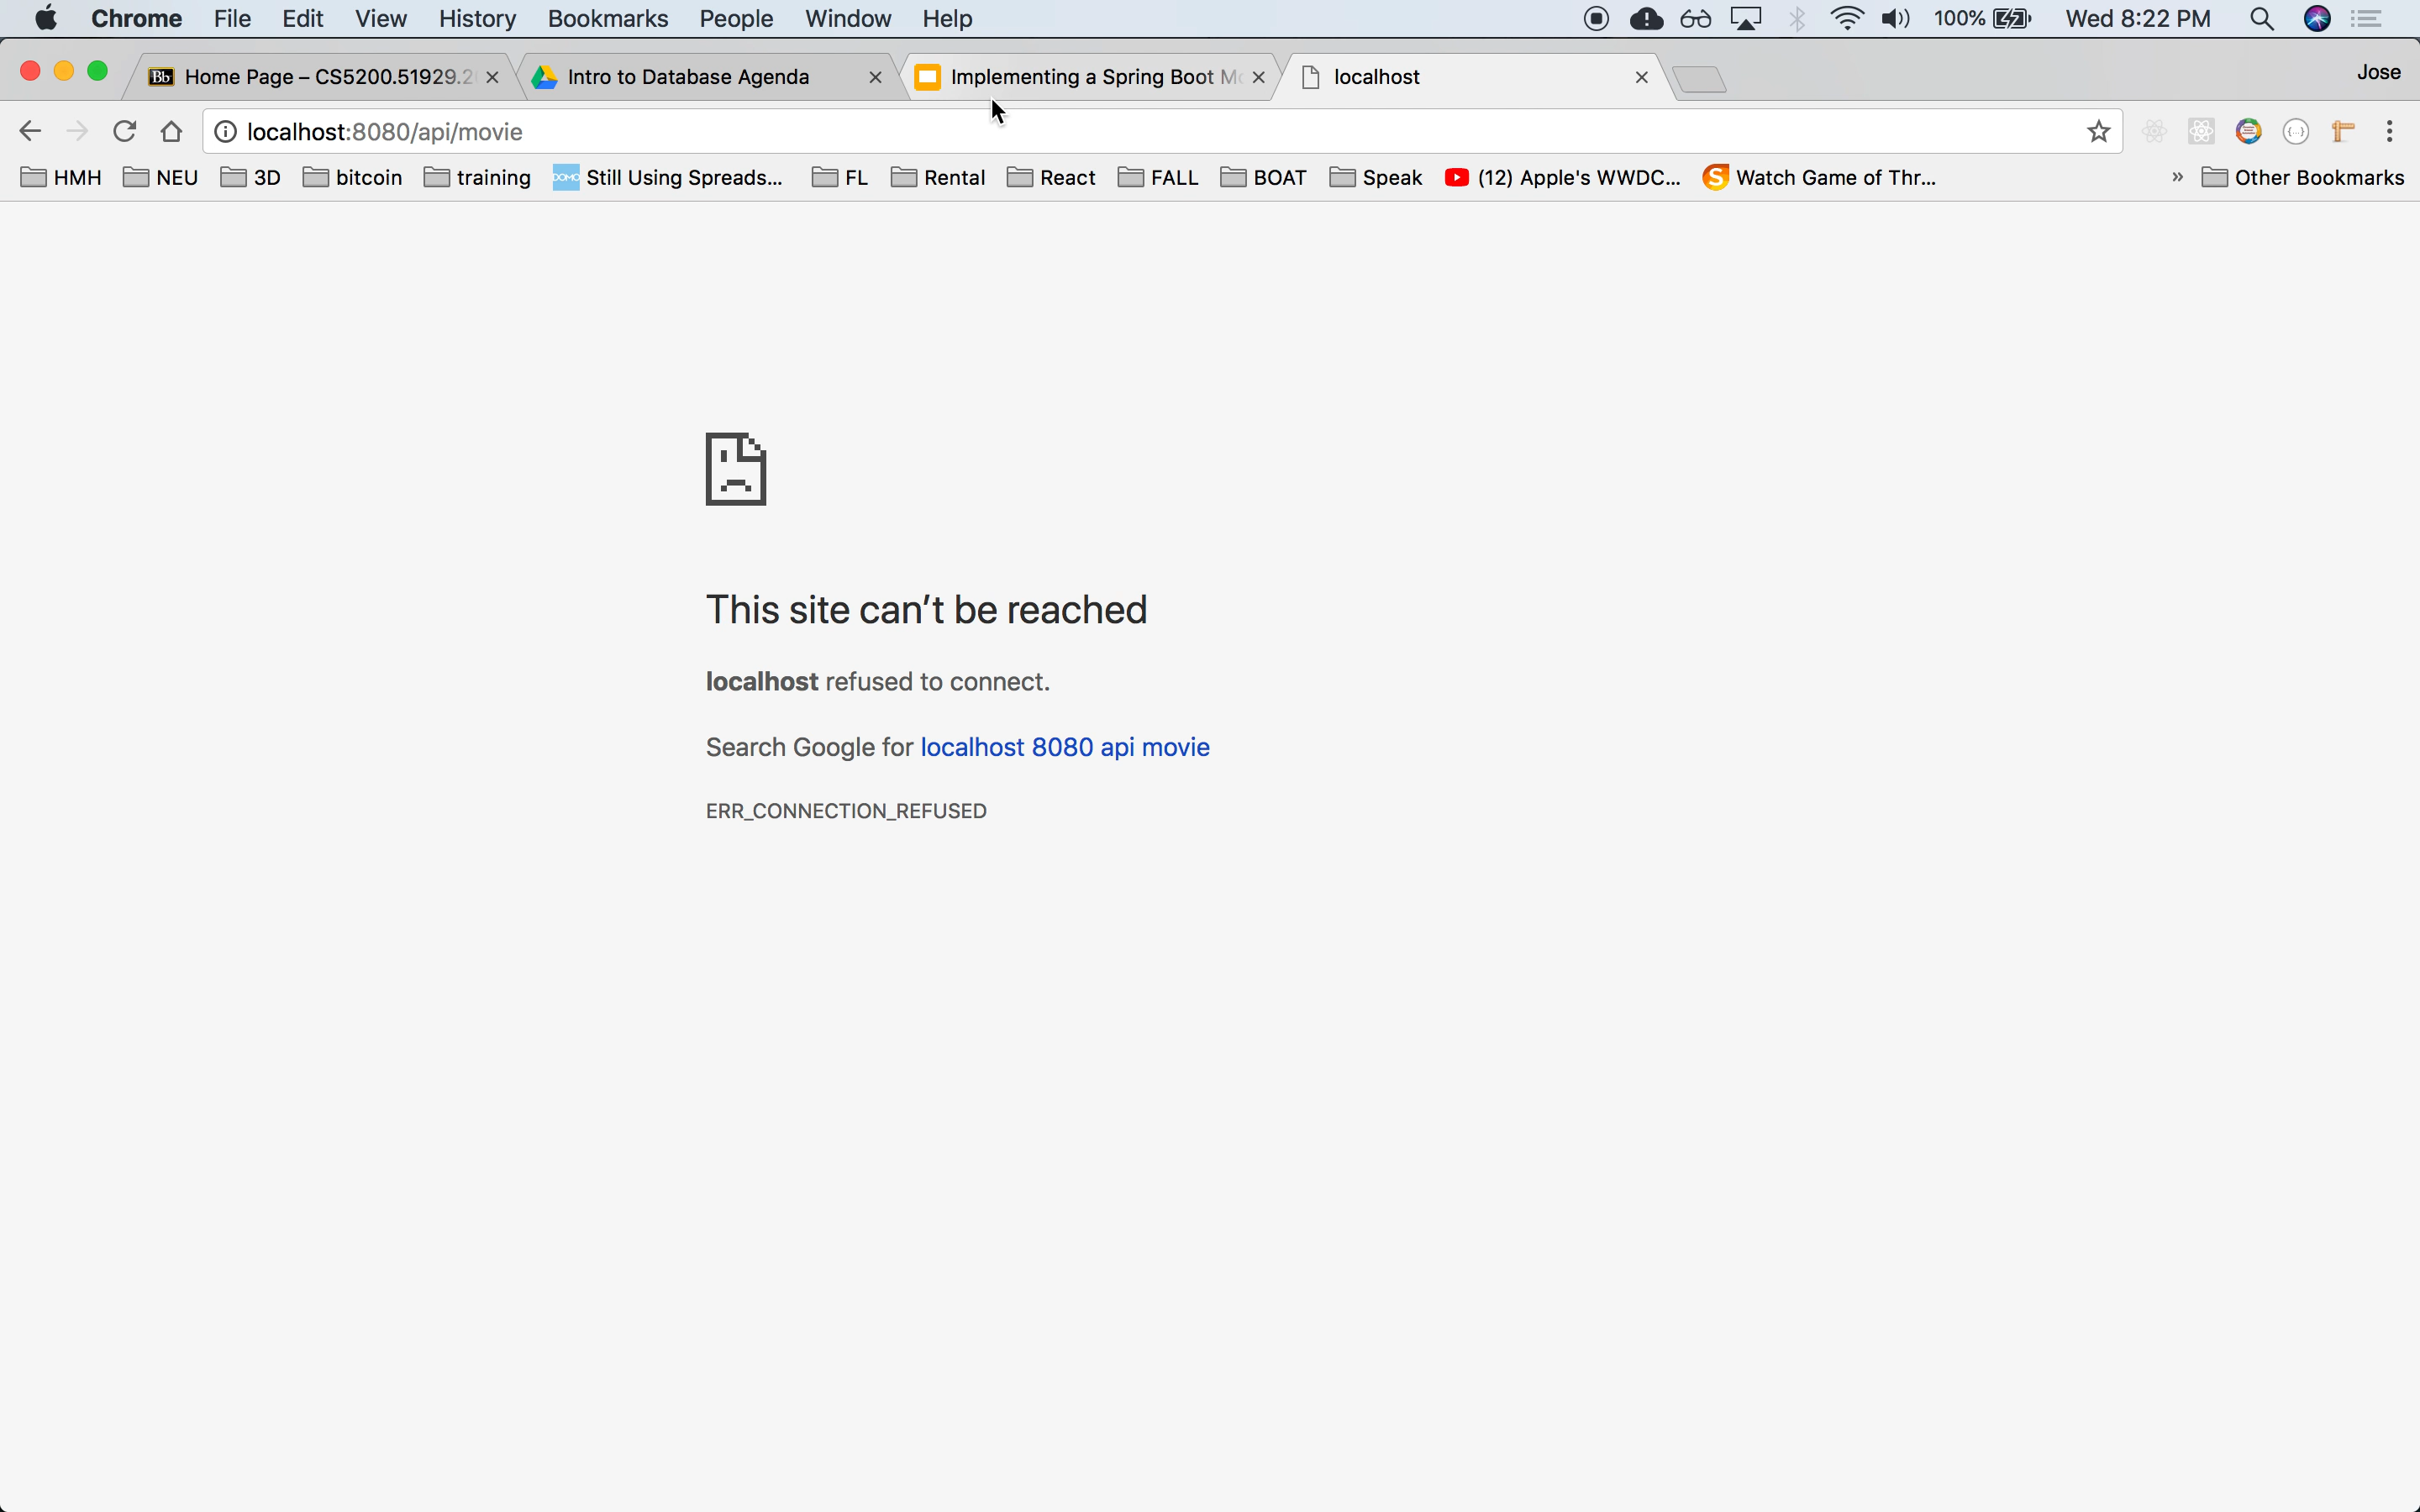 Chrome File Edit View History Bookmarks People Window Help 100% Wed 8:22 PM
Bb Home Page – CS5200.51929.2 Intro to Database Agenda Implementing a Spring Boot Mo localhost Jose
localhost:8080/api/movie
HMH NEU 3D bitcoin training DOMO Still Using Spreads... FL Rental React FALL BOAT Speak (12) Apple's WWDC... S Watch Game of Thr... » Other Bookmarks
This site can't be reached
localhost refused to connect.
Search Google for localhost 8080 api movie
ERR_CONNECTION_REFUSED